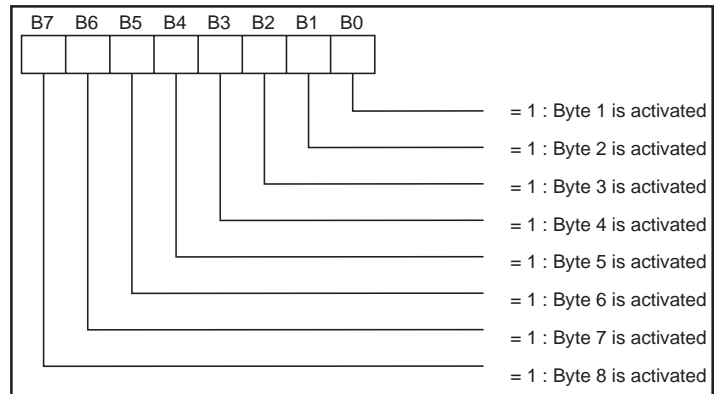 B7 B6 B5 B4 B3 B2 B1 B0
= 1 : Byte 1 is activated
= 1 : Byte 2 is activated
= 1 : Byte 3 is activated
= 1 : Byte 4 is activated
= 1 : Byte 5 is activated
= 1 : Byte 6 is activated
= 1 : Byte 7 is activated
= 1 : Byte 8 is activated